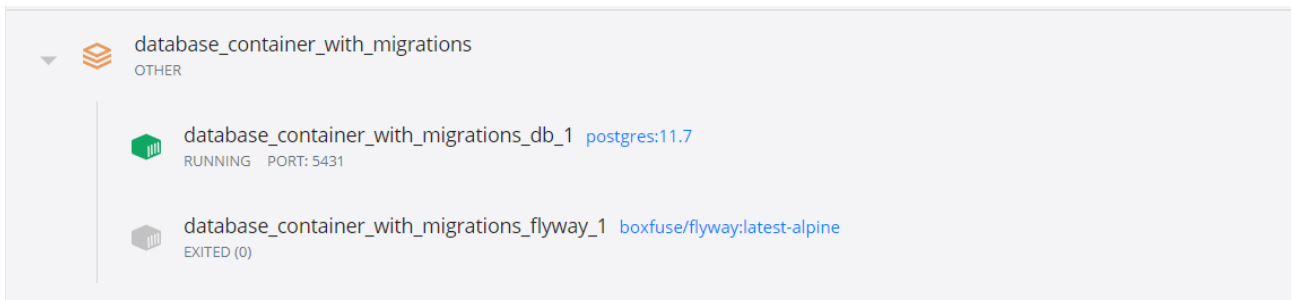 database_container_with_migrations
OTHER
database_container_with_migrations_db_1 postgres:11.7
RUNNING PORT: 5431
database_container_with_migrations_flyway_1 boxfuse/flyway:latest-alpine
EXITED (0)